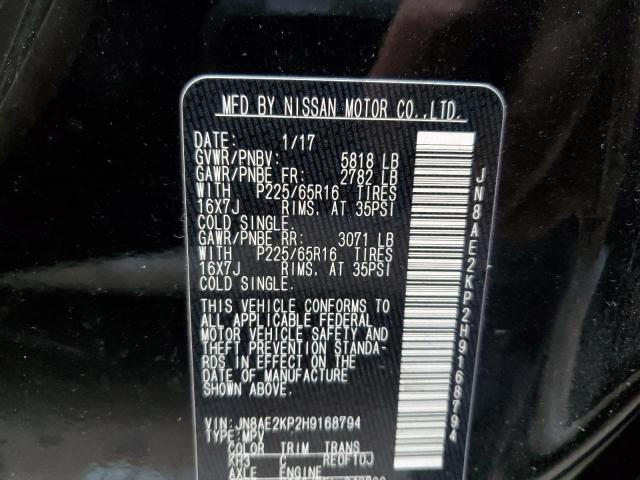 MFD BY NISSAN MOTOR CO.,LTD.
DATE: 1/17
GVWR/PNBV: 5818 LB
GAWR/PNBE FR: 2782 LB
WITH P225/65R16 TIRES
16X7J RIMS. AT 35PSI
COLD SINGLE.
GAWR/PNBE RR: 3071 LB
WITH P225/65R16 TIRES
16X7J RIMS. AT 35PSI
COLD SINGLE.
THIS VEHICLE CONFORMS TO
ALL APPLICABLE FEDERAL
MOTOR VEHICLE SAFETY AND
THEFT PREVENTION STANDA-
RDS IN EFFECT ON THE
DATE OF MANUFACTURE
SHOWN ABOVE.
VIN: JN8AE2KP2H9168794
TYPE: MPV
COLOR TRIM TRANS
KH3 C RE0F10J
AXLE ENGINE
JN8AE2KP2H9168794